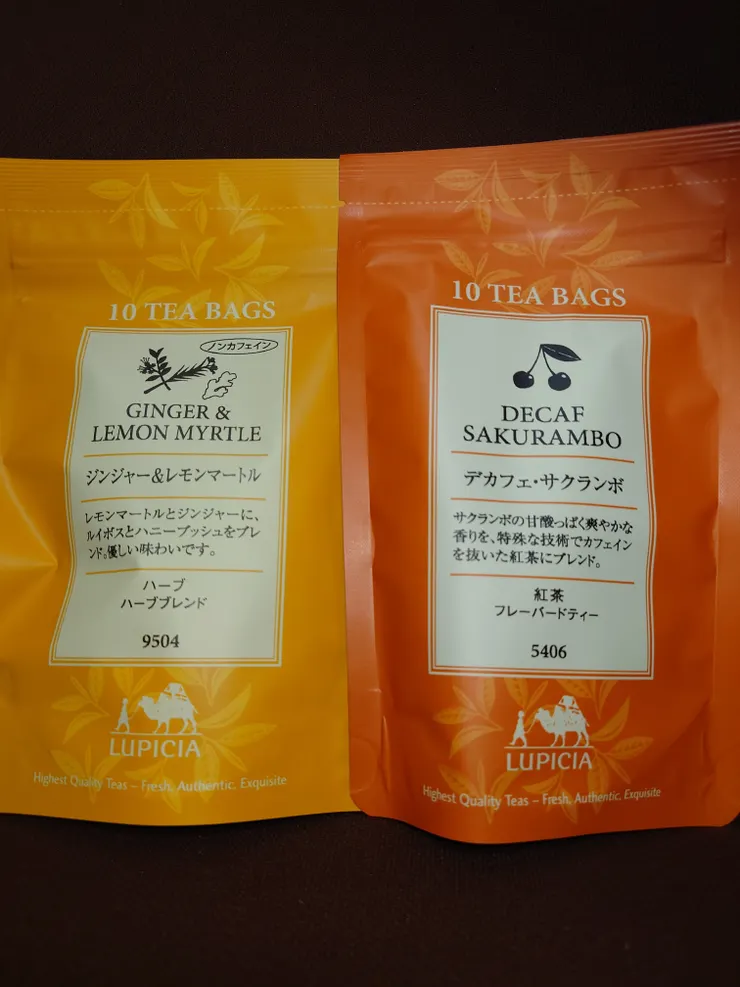 10 TEA BAGS
ノンカフェイン
GINGER &
LEMON MYRTLE
ジンジャー&レモンマートル
レモンマートルとジンジャーに、
ルイボスとハニーブッシュをブレ
ンド。優しい味わいです。
ハーブ
ハーブブレンド
9504
LUPICIA
Highest Quality Teas – Fresh. Authentic. Exquisite
10 TEA BAGS
DECAF
SAKURAMBO
デカフェ・サクランボ
サクランボの甘酸っぱく爽やかな
香りを、特殊な技術でカフェイン
を抜いた紅茶にブレンド。
紅茶
フレーバードティー
5406
LUPICIA
Highest Quality Teas – Fresh. Authentic. Exquisite